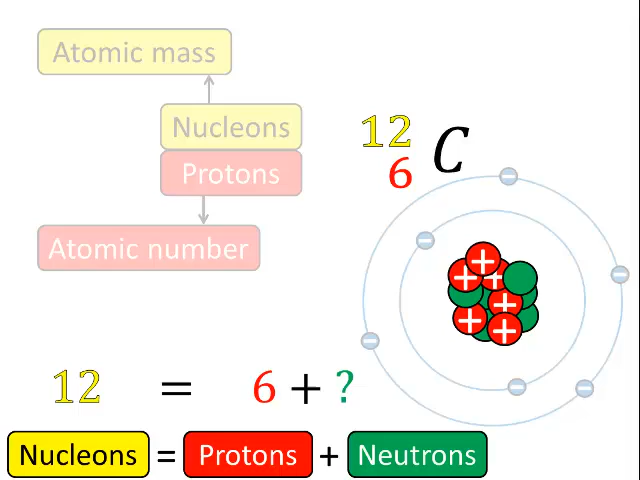 Atomic mass
Nucleons
Protons
Atomic number
12
6
C
12 = 6 + ?
Nucleons = Protons + Neutrons